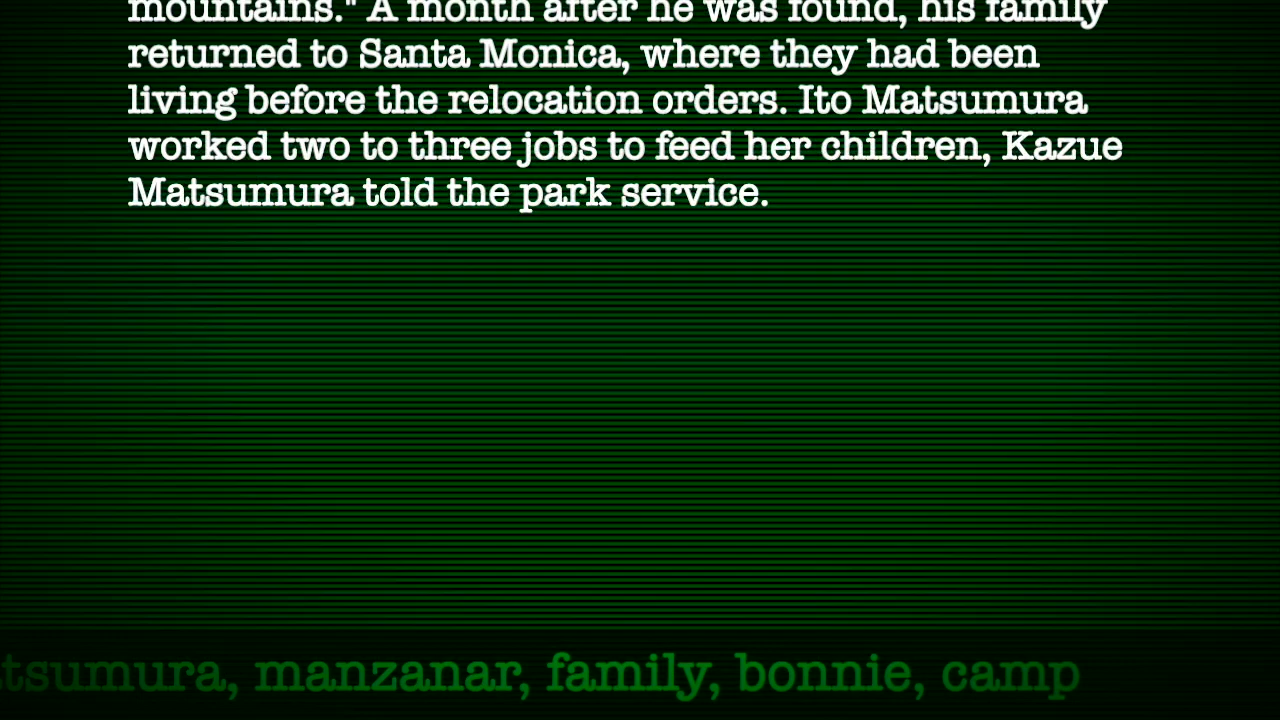 mountains." A month after he was found, his family
returned to Santa Monica, where they had been
living before the relocation orders. Ito Matsumura
worked two to three jobs to feed her children, Kazue
Matsumura told the park service.
tsumura, manzanar, family, bonnie, camp